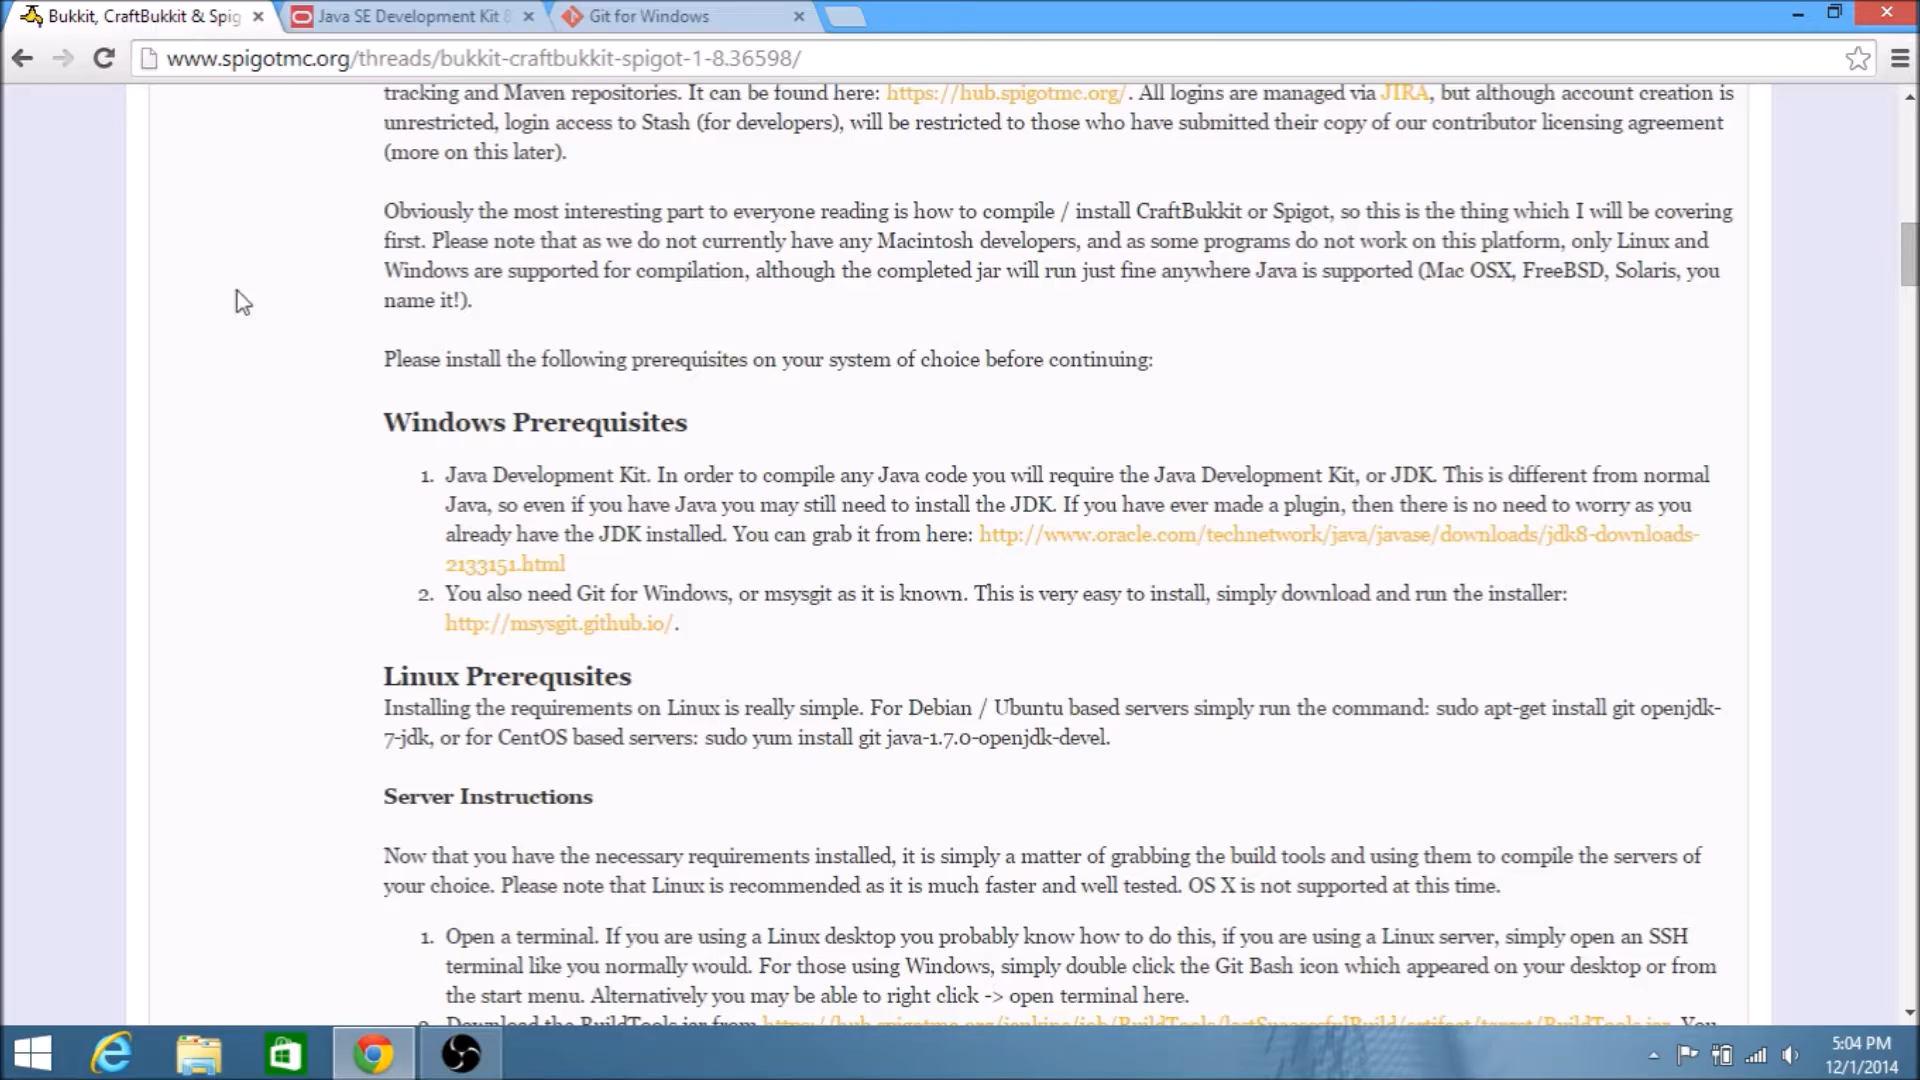 Bukkit, CraftBukkit & Spig
Java SE Development Kit 8
Git for Windows
www.spigotmc.org/threads/bukkit-craftbukkit-spigot-1-8.36598/
tracking and Maven repositories. It can be found here: https://hub.spigotmc.org/. All logins are managed via JIRA, but although account creation is
unrestricted, login access to Stash (for developers), will be restricted to those who have submitted their copy of our contributor licensing agreement
(more on this later).
Obviously the most interesting part to everyone reading is how to compile / install CraftBukkit or Spigot, so this is the thing which I will be covering
first. Please note that as we do not currently have any Macintosh developers, and as some programs do not work on this platform, only Linux and
Windows are supported for compilation, although the completed jar will run just fine anywhere Java is supported (Mac OSX, FreeBSD, Solaris, you
name it!).
Please install the following prerequisites on your system of choice before continuing:
Windows Prerequisites
1. Java Development Kit. In order to compile any Java code you will require the Java Development Kit, or JDK. This is different from normal
Java, so even if you have Java you may still need to install the JDK. If you have ever made a plugin, then there is no need to worry as you
already have the JDK installed. You can grab it from here: http://www.oracle.com/technetwork/java/javase/downloads/jdk8-downloads-
2133151.html
2. You also need Git for Windows, or msysgit as it is known. This is very easy to install, simply download and run the installer:
http://msysgit.github.io/.
Linux Prerequsites
Installing the requirements on Linux is really simple. For Debian / Ubuntu based servers simply run the command: sudo apt-get install git openjdk-
7-jdk, or for CentOS based servers: sudo yum install git java-1.7.0-openjdk-devel.
Server Instructions
Now that you have the necessary requirements installed, it is simply a matter of grabbing the build tools and using them to compile the servers of
your choice. Please note that Linux is recommended as it is much faster and well tested. OS X is not supported at this time.
1. Open a terminal. If you are using a Linux desktop you probably know how to do this, if you are using a Linux server, simply open an SSH
terminal like you normally would. For those using Windows, simply double click the Git Bash icon which appeared on your desktop or from
the start menu. Alternatively you may be able to right click -> open terminal here.
2. Download the BuildTools.jar from https://hub.spigotmc.org/jenkins/job/BuildTools/lastSuccessfulBuild/artifact/target/BuildTools.jar. You
5:04 PM
12/1/2014